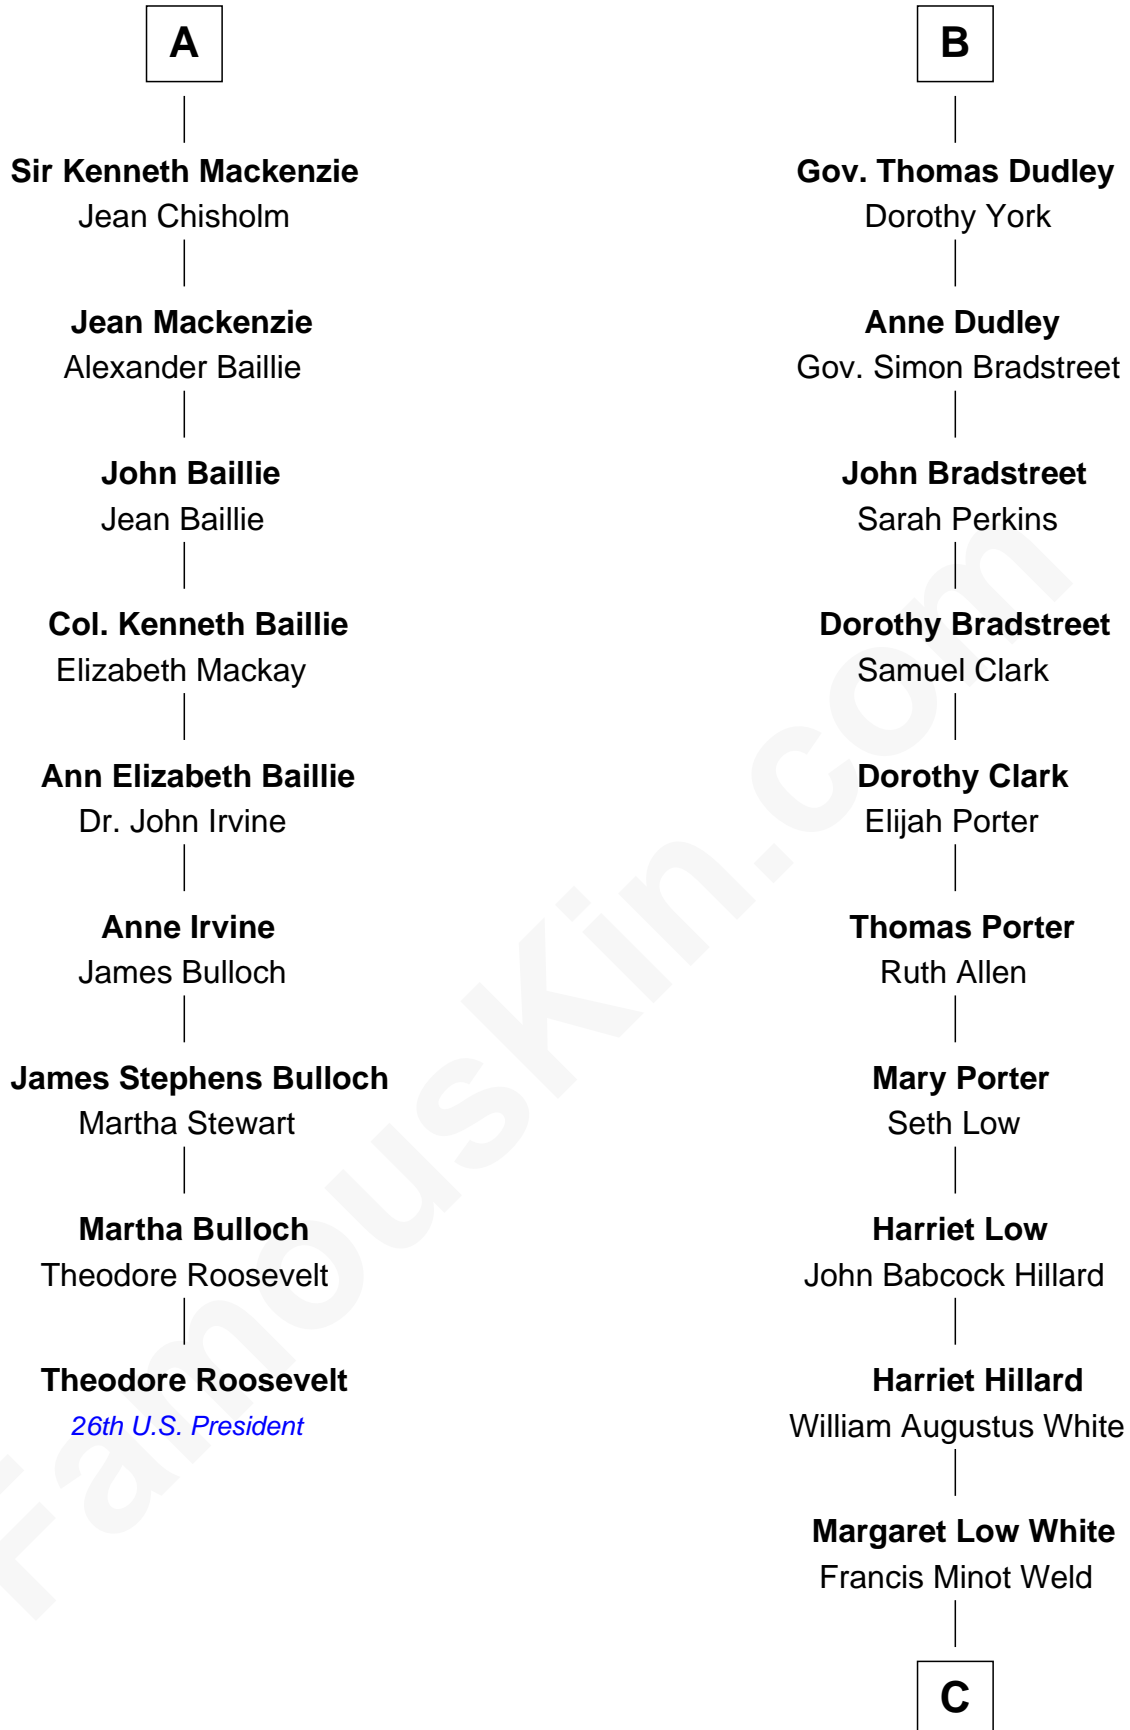 A
Sir Kenneth Mackenzie
Jean Chisholm
Jean Mackenzie
Alexander Baillie
John Baillie
Jean Baillie
Col. Kenneth Baillie
Elizabeth Mackay
Ann Elizabeth Baillie
Dr. John Irvine
Anne Irvine
James Bulloch
James Stephens Bulloch
Martha Stewart
Martha Bulloch
Theodore Roosevelt
Theodore Roosevelt
26th U.S. President
B
Gov. Thomas Dudley
Dorothy York
Anne Dudley
Gov. Simon Bradstreet
John Bradstreet
Sarah Perkins
Dorothy Bradstreet
Samuel Clark
Dorothy Clark
Elijah Porter
Thomas Porter
Ruth Allen
Mary Porter
Seth Low
Harriet Low
John Babcock Hillard
Harriet Hillard
William Augustus White
Margaret Low White
Francis Minot Weld
C
FamousKin.com